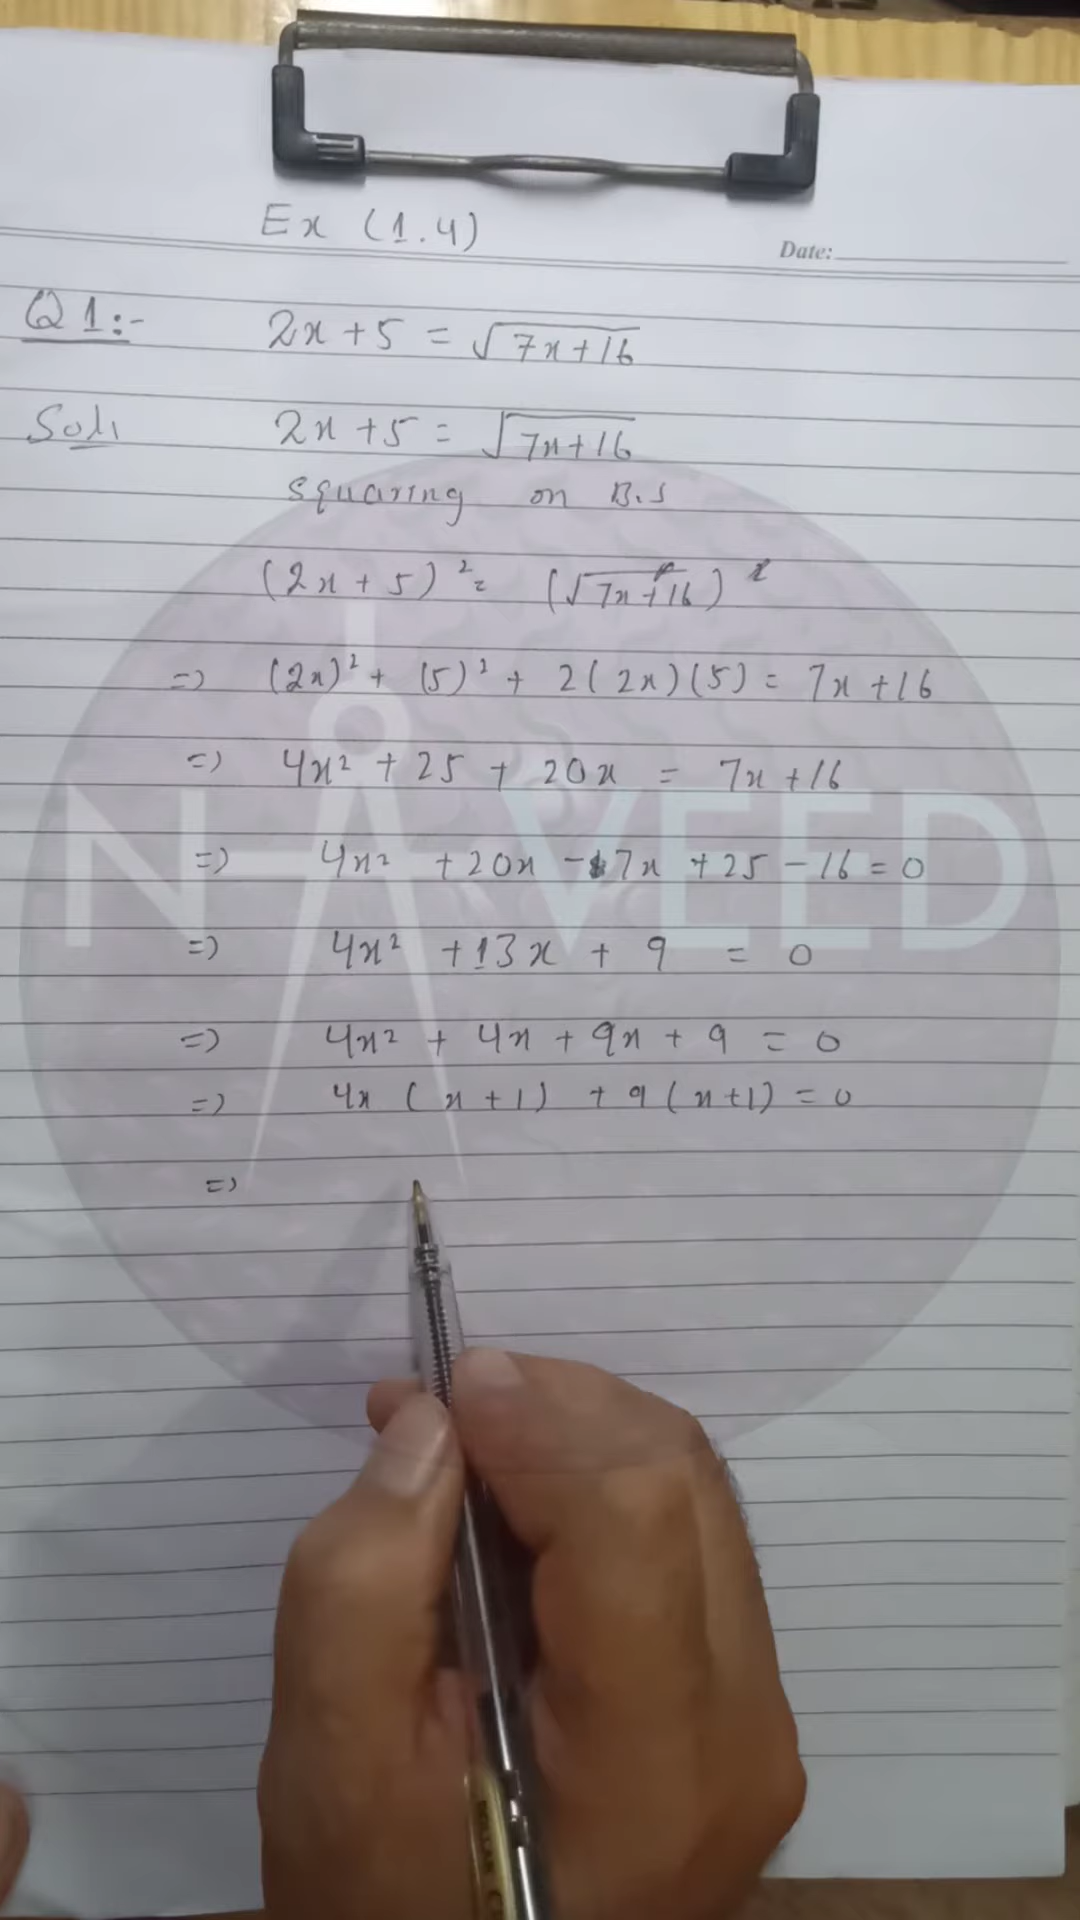 Ex (1.4)
Date:
Q1:- 2x + 5 = √7x+16
Sol: 2x + 5 = √7x+16
squaring on B.S
(2x + 5)² = (√7x+16)²
=) (2x)² + (5)² + 2(2x)(5) = 7x + 16
=) 4x² + 25 + 20x = 7x + 16
=) 4x² + 20x - 7x + 25 - 16 = 0
=) 4x² + 13x + 9 = 0
=) 4x² + 4x + 9x + 9 = 0
=) 4x (x + 1) + 9(x+1) = 0
=)
NAVEED